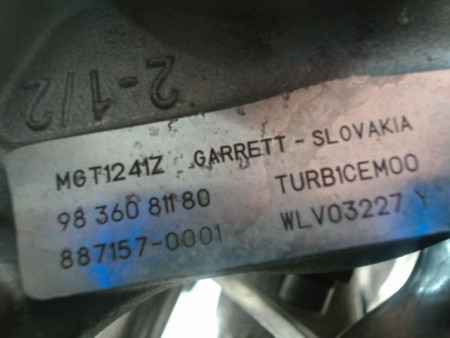 2-1/2
MGT1241Z GARRETT - SLOVAKIA
98 360 811 80 TURB1CEM00
887157-0001 WLV03227 Y